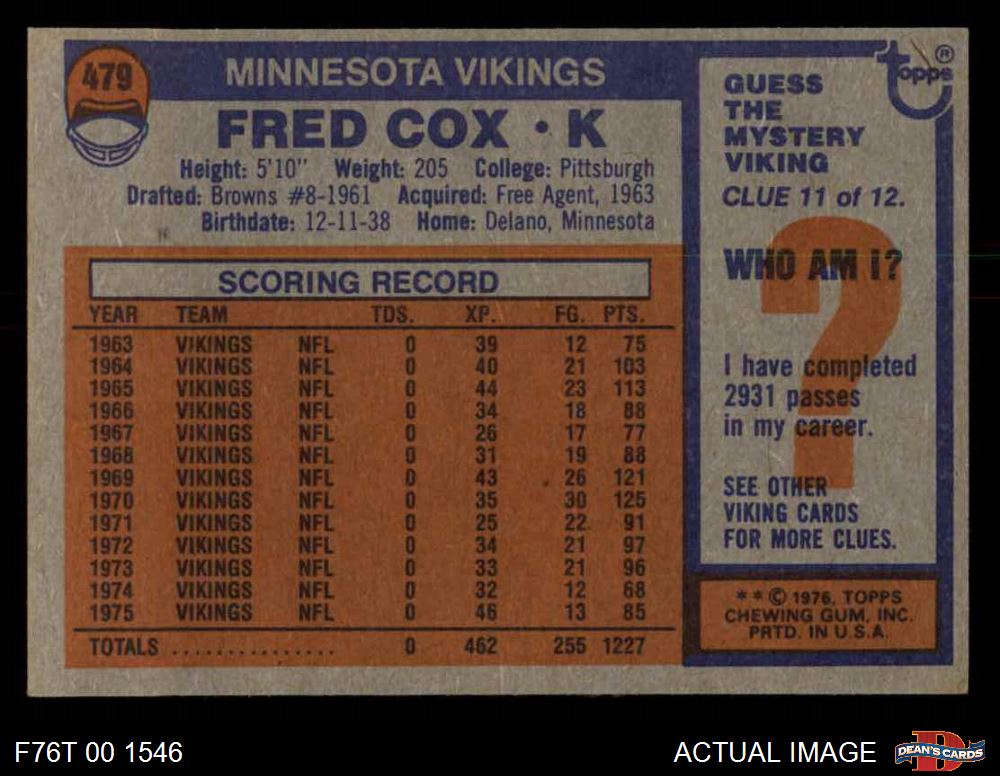 479
MINNESOTA VIKINGS
FRED COX • K
Height: 5'10" Weight: 205 College: Pittsburgh
Drafted: Browns #8-1961 Acquired: Free Agent, 1963
Birthdate: 12-11-38 Home: Delano, Minnesota
SCORING RECORD
YEAR TEAM TDS. XP. FG. PTS.
1963 VIKINGS NFL 0 39 12 75
1964 VIKINGS NFL 0 40 21 103
1965 VIKINGS NFL 0 44 23 113
1966 VIKINGS NFL 0 34 18 88
1967 VIKINGS NFL 0 26 17 77
1968 VIKINGS NFL 0 31 19 88
1969 VIKINGS NFL 0 43 26 121
1970 VIKINGS NFL 0 35 30 125
1971 VIKINGS NFL 0 25 22 91
1972 VIKINGS NFL 0 34 21 97
1973 VIKINGS NFL 0 33 21 96
1974 VIKINGS NFL 0 32 12 68
1975 VIKINGS NFL 0 46 13 85
TOTALS ................ 0 462 255 1227
topps®
GUESS
THE
MYSTERY
VIKING
CLUE 11 of 12.
WHO AM I?
?
I have completed
2931 passes
in my career.
SEE OTHER
VIKING CARDS
FOR MORE CLUES.
** © 1976, TOPPS
CHEWING GUM, INC.
PRTD. IN U.S.A.
F76T 00 1546
ACTUAL IMAGE
D
DEAN'S CARDS